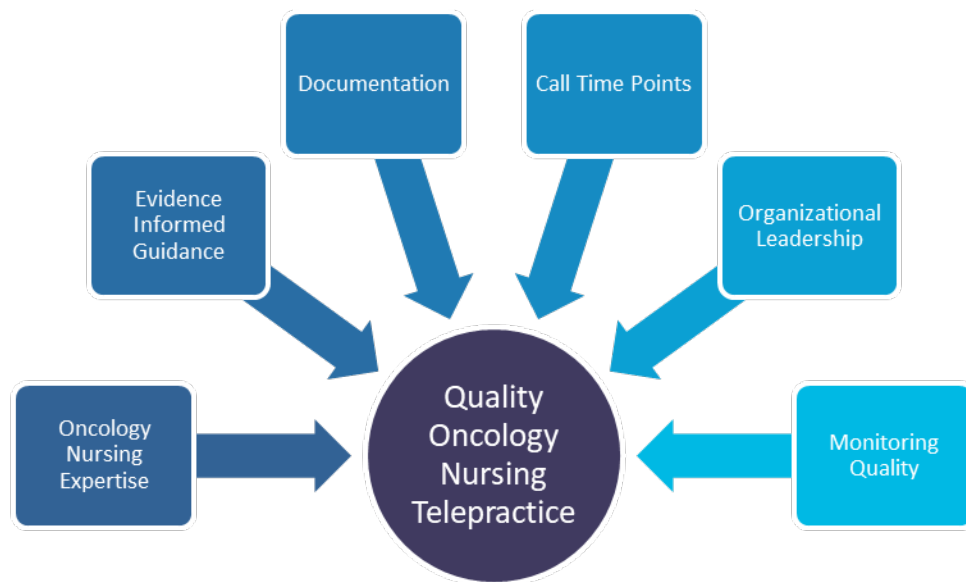 Documentation
Call Time Points
Evidence
Informed
Guidance
Organizational
Leadership
Oncology
Nursing
Expertise
Quality
Oncology
Nursing
Telepractice
Monitoring
Quality